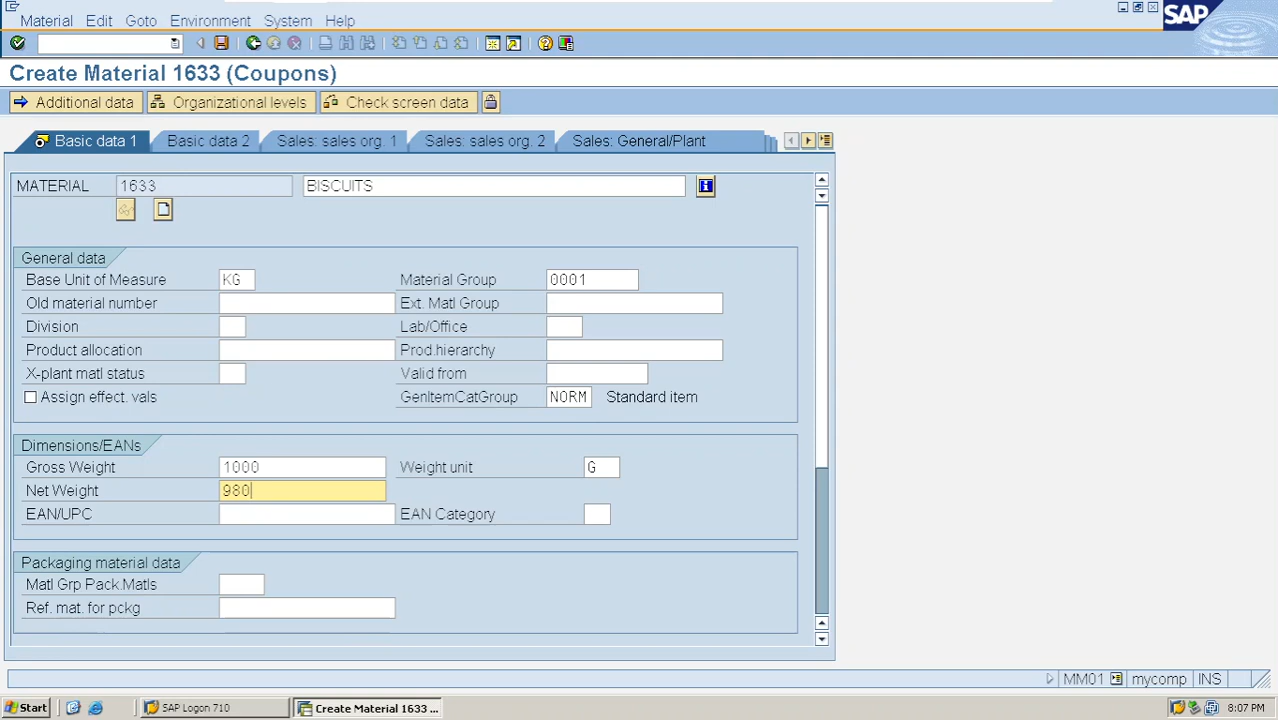 Material Edit Goto Environment System Help
SAP
Create Material 1633 (Coupons)
Additional data Organizational levels Check screen data
Basic data 1 Basic data 2 Sales: sales org. 1 Sales: sales org. 2 Sales: General/Plant
MATERIAL 1633 BISCUITS
General data
Base Unit of Measure KG Material Group 0001
Old material number Ext. Matl Group
Division Lab/Office
Product allocation Prod.hierarchy
X-plant matl status Valid from
Assign effect. vals GenItemCatGroup NORM Standard item
Dimensions/EANs
Gross Weight 1000 Weight unit G
Net Weight 980
EAN/UPC EAN Category
Packaging material data
Matl Grp Pack.Matls
Ref. mat. for pckg
MM01 mycomp INS
Start SAP Logon 710 Create Material 1633 ... 8:07 PM